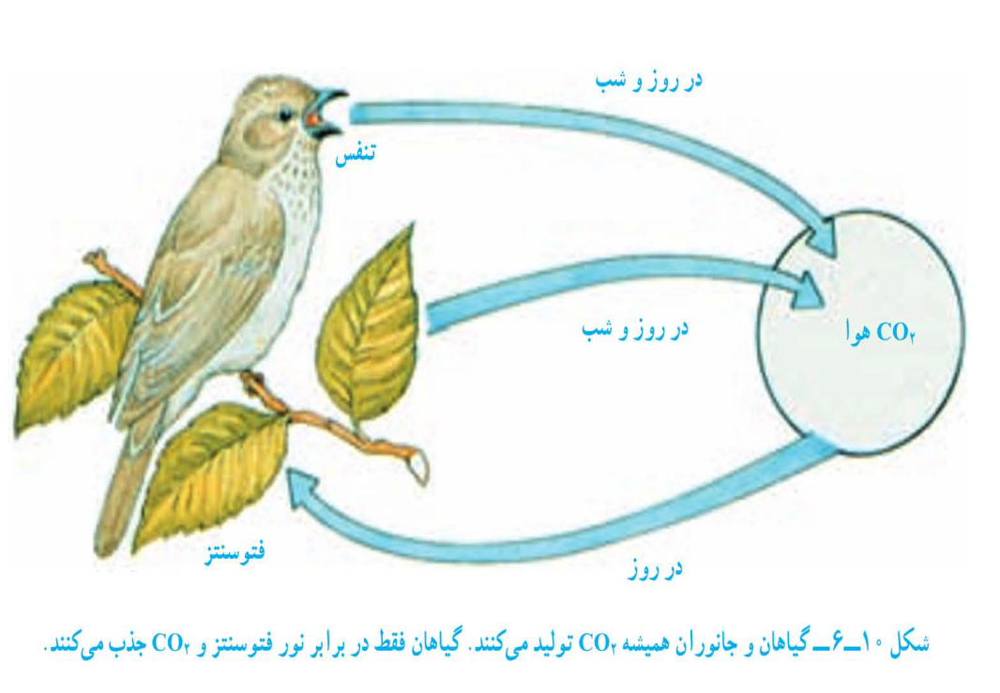 در روز و شب
تنفس
در روز و شب
CO₂ هوا
فتوسنتز
در روز
شکل ۱۰ــ۶ــ گیاهان و جانوران همیشه CO₂ تولید می‌کنند. گیاهان فقط در برابر نور فتوسنتز و CO₂ جذب می‌کنند.